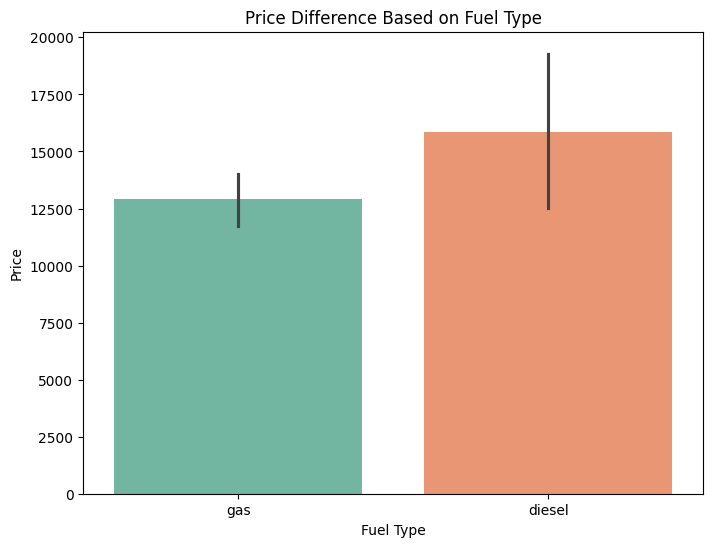 Price Difference Based on Fuel Type
20000
17500
15000
12500
10000
7500
5000
2500
0
Price
gas
diesel
Fuel Type